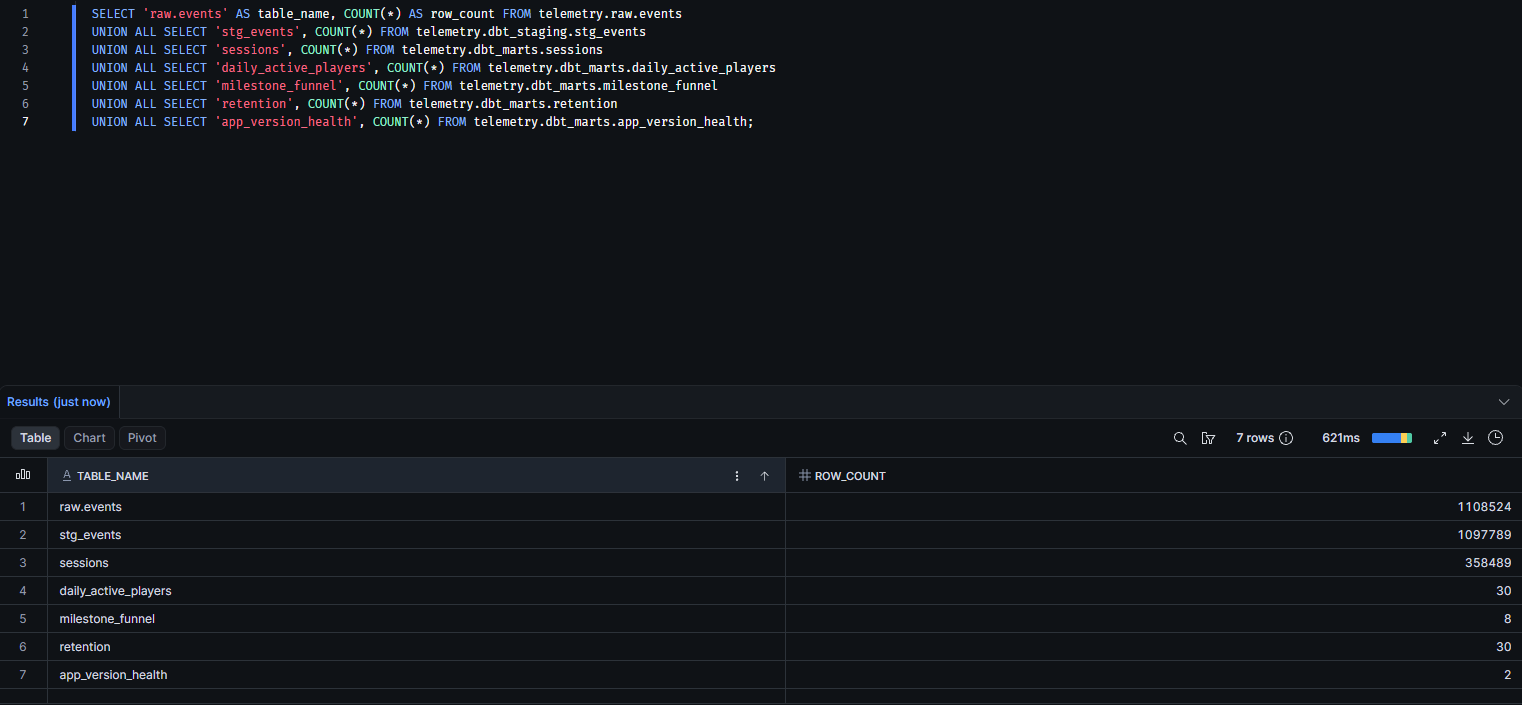 1 SELECT 'raw.events' AS table_name, COUNT(*) AS row_count FROM telemetry.raw.events
2 UNION ALL SELECT 'stg_events', COUNT(*) FROM telemetry.dbt_staging.stg_events
3 UNION ALL SELECT 'sessions', COUNT(*) FROM telemetry.dbt_marts.sessions
4 UNION ALL SELECT 'daily_active_players', COUNT(*) FROM telemetry.dbt_marts.daily_active_players
5 UNION ALL SELECT 'milestone_funnel', COUNT(*) FROM telemetry.dbt_marts.milestone_funnel
6 UNION ALL SELECT 'retention', COUNT(*) FROM telemetry.dbt_marts.retention
7 UNION ALL SELECT 'app_version_health', COUNT(*) FROM telemetry.dbt_marts.app_version_health;
Results (just now)
Table Chart Pivot 7 rows 621ms
A TABLE_NAME # ROW_COUNT
1 raw.events 1108524
2 stg_events 1097789
3 sessions 358489
4 daily_active_players 30
5 milestone_funnel 8
6 retention 30
7 app_version_health 2